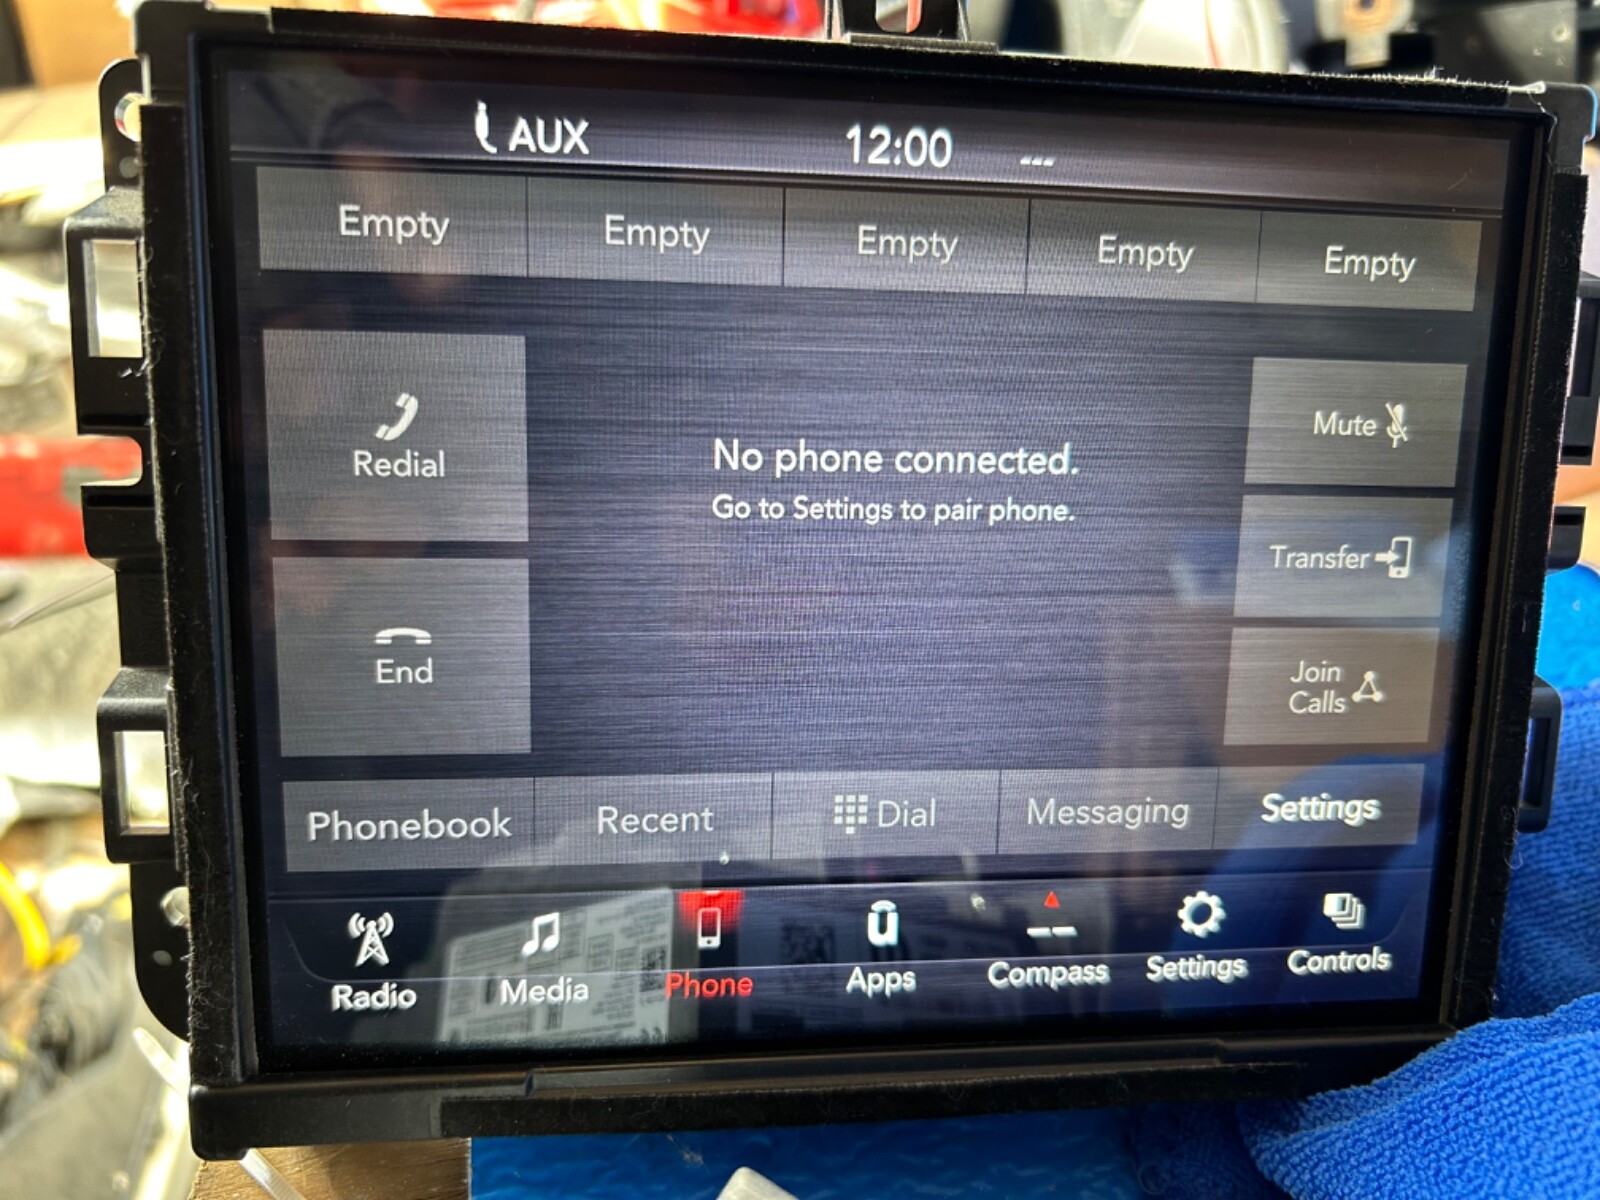 AUX 12:00 ---
Empty Empty Empty Empty Empty
Redial
End
No phone connected.
Go to Settings to pair phone.
Mute
Transfer
Join
Calls
Phonebook Recent Dial Messaging Settings
Radio Media Phone Apps Compass Settings Controls